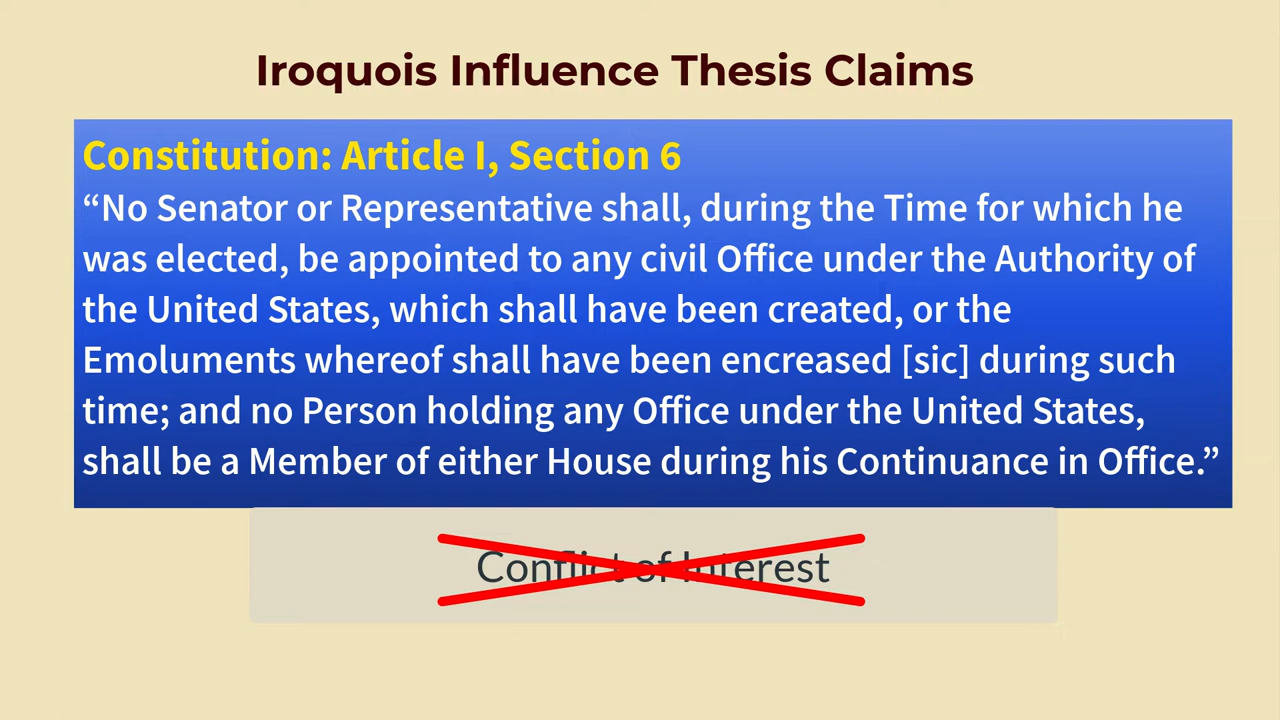 Iroquois Influence Thesis Claims
Constitution: Article I, Section 6
“No Senator or Representative shall, during the Time for which he
was elected, be appointed to any civil Office under the Authority of
the United States, which shall have been created, or the
Emoluments whereof shall have been encreased [sic] during such
time; and no Person holding any Office under the United States,
shall be a Member of either House during his Continuance in Office.”
Conflict of Interest